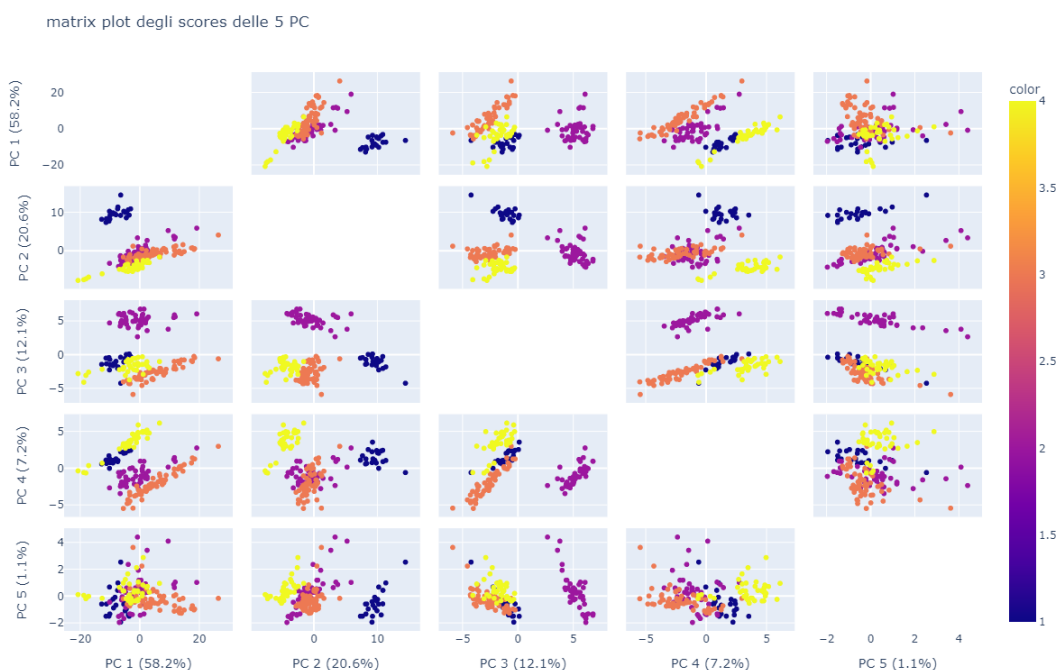 matrix plot degli scores delle 5 PC
color
PC 1 (58.2%)
20
0
−20
4
PC 2 (20.6%)
10
0
3.5
3
PC 3 (12.1%)
5
0
−5
2.5
PC 4 (7.2%)
5
0
−5
2
1.5
PC 5 (1.1%)
4
2
0
−2
1
−20 0 20 0 10 −5 0 5 −5 0 5 −2 0 2 4
PC 1 (58.2%) PC 2 (20.6%) PC 3 (12.1%) PC 4 (7.2%) PC 5 (1.1%)